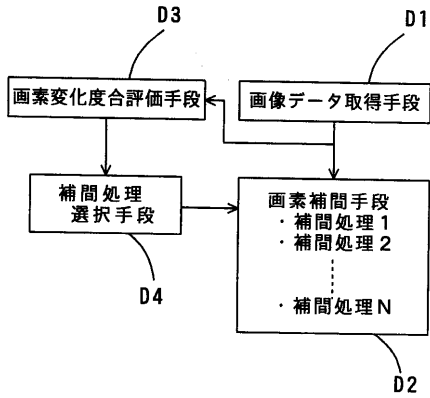 D3
D1
画素変化度合評価手段
画像データ取得手段
補間処理
選択手段
画素補間手段
・補間処理1
・補間処理2
・補間処理N
D4
D2